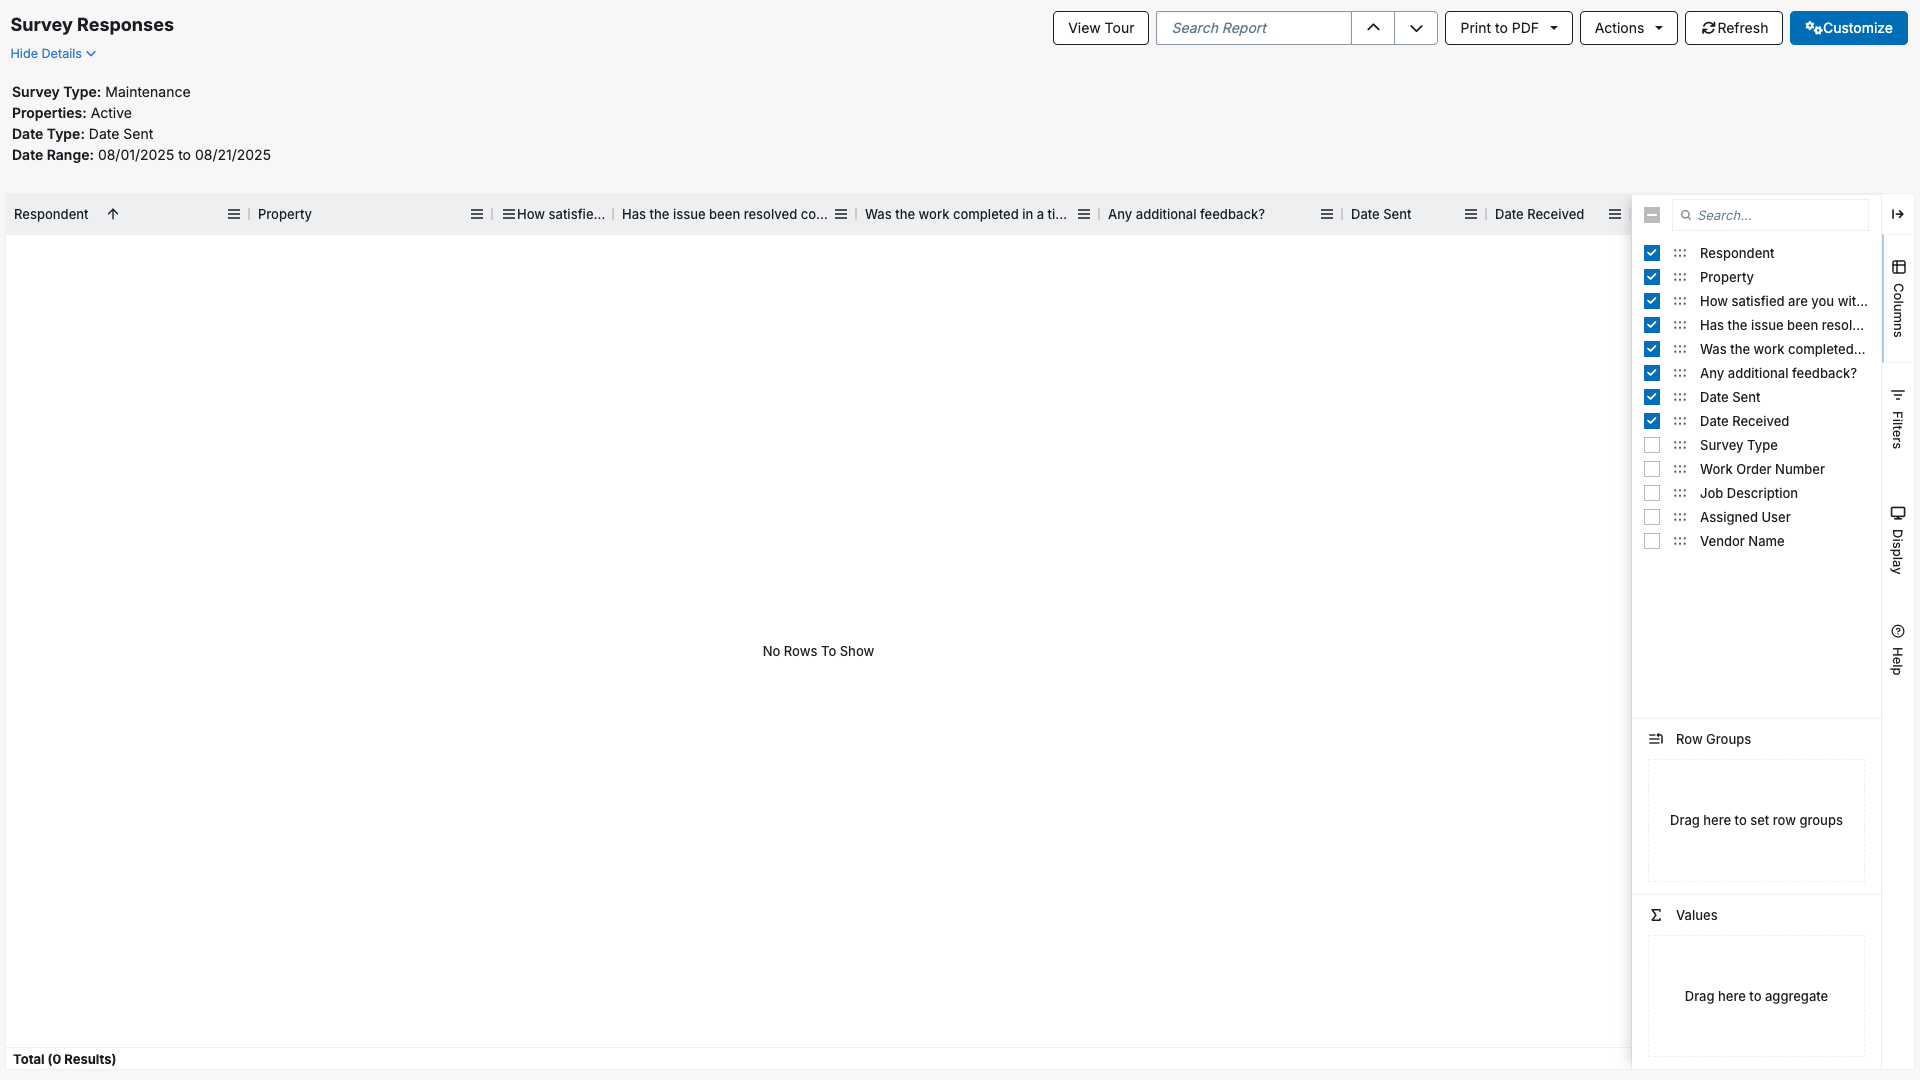 Survey Responses
View Tour
Search Report
Print to PDF
Actions
Refresh
Customize
Hide Details
Survey Type: Maintenance
Properties: Active
Date Type: Date Sent
Date Range: 08/01/2025 to 08/21/2025
Respondent
Property
How satisfie...
Has the issue been resolved co...
Was the work completed in a ti...
Any additional feedback?
Date Sent
Date Received
Search...
Respondent
Property
How satisfied are you wit...
Has the issue been resol...
Was the work completed...
Any additional feedback?
Date Sent
Date Received
Survey Type
Work Order Number
Job Description
Assigned User
Vendor Name
Columns
Filters
Display
Help
No Rows To Show
Row Groups
Drag here to set row groups
Values
Drag here to aggregate
Total (0 Results)